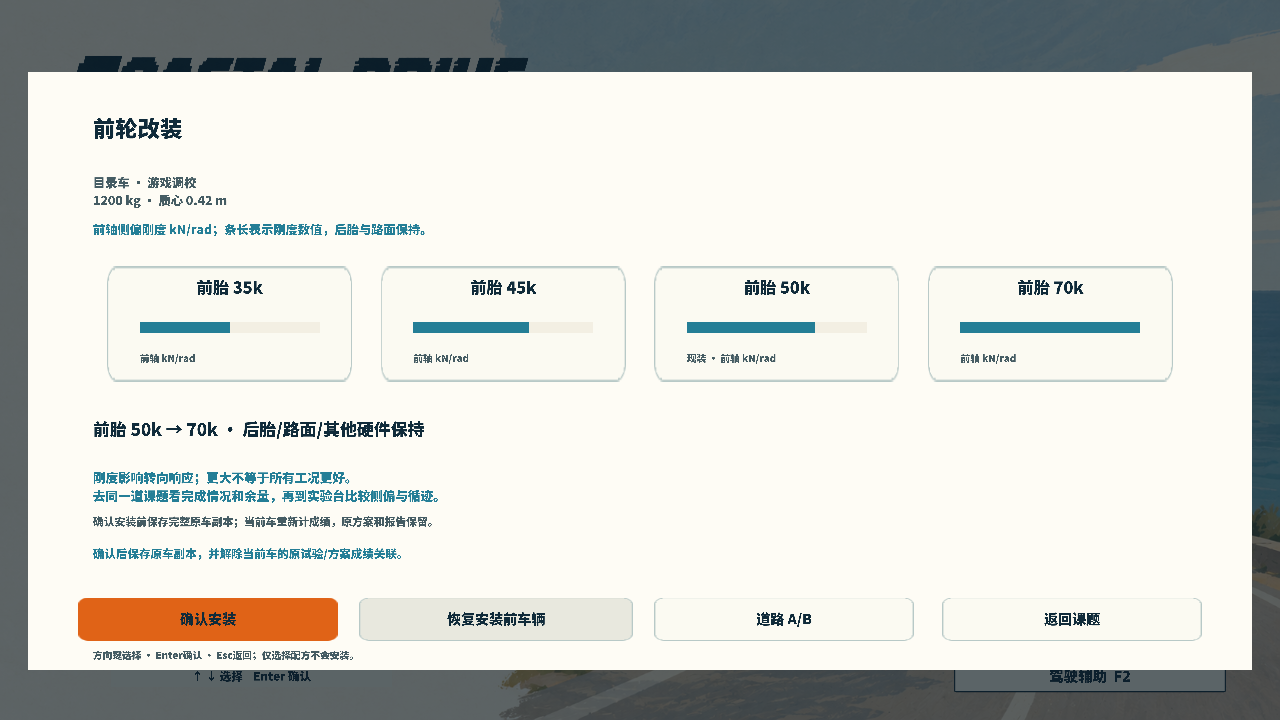 COASTAL DRIVE
前轮改装
目录车 · 游戏调校
1200 kg · 质心 0.42 m
前轴侧偏刚度 kN/rad；条长表示刚度数值，后胎与路面保持。
前胎 35k
前轴 kN/rad
前胎 45k
前轴 kN/rad
前胎 50k
现装 · 前轴 kN/rad
前胎 70k
前轴 kN/rad
前胎 50k → 70k · 后胎/路面/其他硬件保持
刚度影响转向响应；更大不等于所有工况更好。
去同一道课题看完成情况和余量，再到实验台比较侧偏与循迹。
确认安装前保存完整原车副本；当前车重新计成绩，原方案和报告保留。
确认后保存原车副本，并解除当前车的原试验/方案成绩关联。
确认安装
恢复安装前车辆
道路 A/B
返回课题
方向键选择 · Enter确认 · Esc返回；仅选择配方不会安装。
↑ ↓ 选择 Enter 确认
驾驶辅助 F2